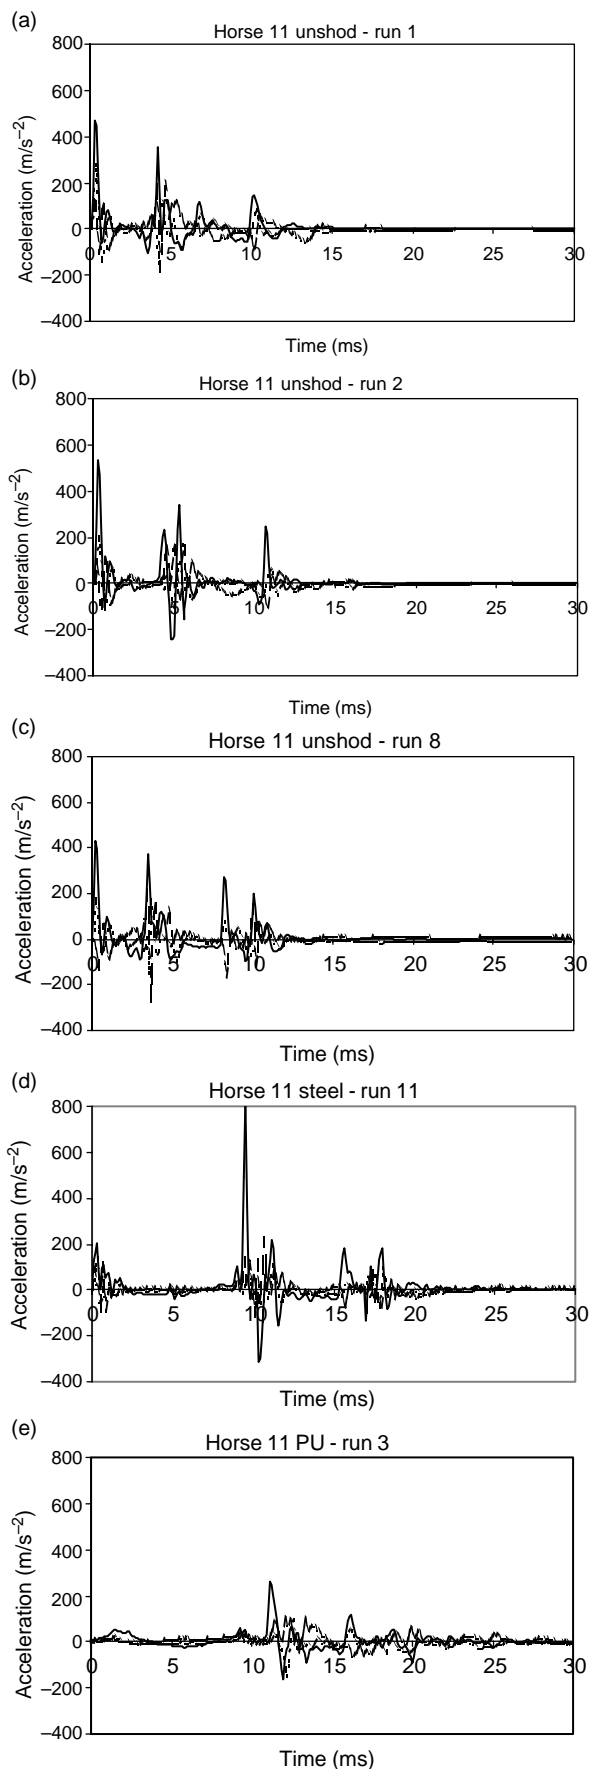 (a)
Horse 11 unshod - run 1
800
600
400
200
0
–200
–400
Acceleration (m/s⁻²)
0 5 10 15 20 25 30
Time (ms)
(b)
Horse 11 unshod - run 2
800
600
400
200
0
–200
–400
Acceleration (m/s⁻²)
0 5 10 15 20 25 30
Time (ms)
(c)
Horse 11 unshod - run 8
800
600
400
200
0
–200
–400
Acceleration (m/s⁻²)
0 5 10 15 20 25 30
Time (ms)
(d)
Horse 11 steel - run 11
800
600
400
200
0
–200
–400
Acceleration (m/s⁻²)
0 5 10 15 20 25 30
Time (ms)
(e)
Horse 11 PU - run 3
800
600
400
200
0
–200
–400
Acceleration (m/s⁻²)
0 5 10 15 20 25 30
Time (ms)